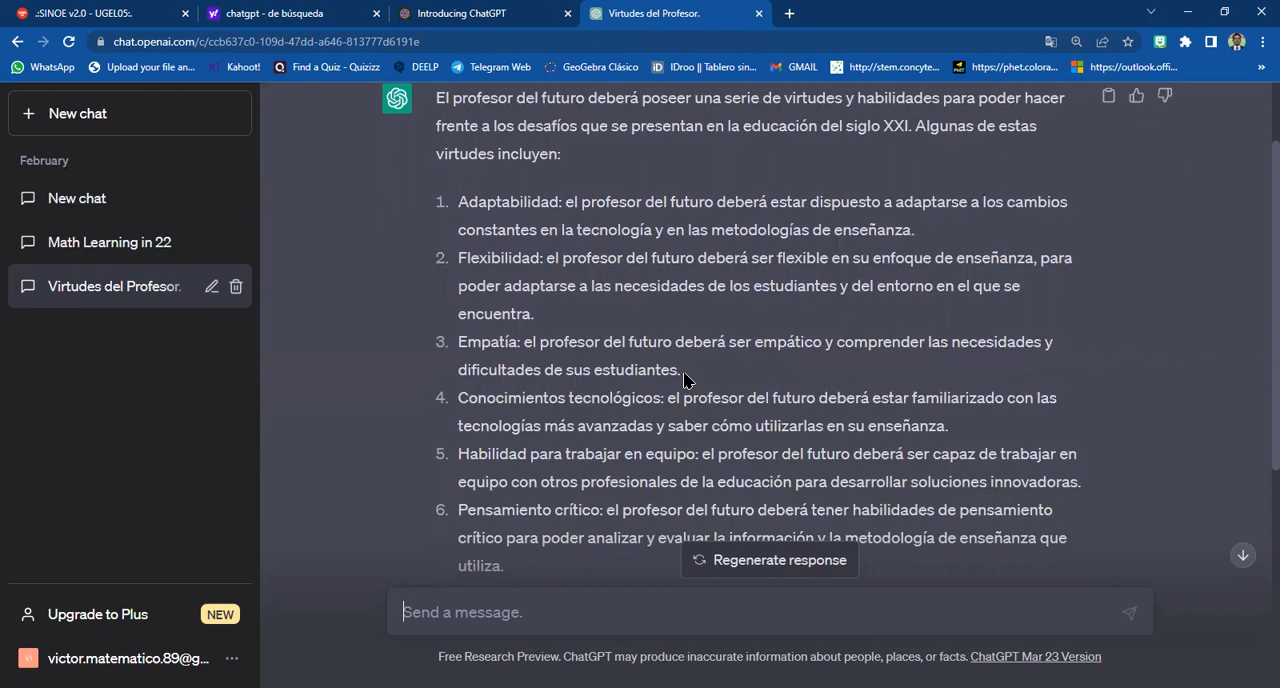 .:SINOE v2.0 - UGEL05:.
chatgpt - de búsqueda
Introducing ChatGPT
Virtudes del Profesor.
chat.openai.com/c/ccb637c0-109d-47dd-a646-813777d6191e
WhatsApp
Upload your file an...
Kahoot!
Find a Quiz - Quizizz
DEELP
Telegram Web
GeoGebra Clásico
IDroo || Tablero sin...
GMAIL
http://stem.concyte...
https://phet.colora...
https://outlook.offi...
»
+ New chat
February
New chat
Math Learning in 22
Virtudes del Profesor.
Upgrade to Plus NEW
victor.matematico.89@g... ...
El profesor del futuro deberá poseer una serie de virtudes y habilidades para poder hacer
frente a los desafíos que se presentan en la educación del siglo XXI. Algunas de estas
virtudes incluyen:
1. Adaptabilidad: el profesor del futuro deberá estar dispuesto a adaptarse a los cambios
constantes en la tecnología y en las metodologías de enseñanza.
2. Flexibilidad: el profesor del futuro deberá ser flexible en su enfoque de enseñanza, para
poder adaptarse a las necesidades de los estudiantes y del entorno en el que se
encuentra.
3. Empatía: el profesor del futuro deberá ser empático y comprender las necesidades y
dificultades de sus estudiantes.
4. Conocimientos tecnológicos: el profesor del futuro deberá estar familiarizado con las
tecnologías más avanzadas y saber cómo utilizarlas en su enseñanza.
5. Habilidad para trabajar en equipo: el profesor del futuro deberá ser capaz de trabajar en
equipo con otros profesionales de la educación para desarrollar soluciones innovadoras.
6. Pensamiento crítico: el profesor del futuro deberá tener habilidades de pensamiento
crítico para poder analizar y evaluar la información y la metodología de enseñanza que
utiliza.
Regenerate response
Send a message.
Free Research Preview. ChatGPT may produce inaccurate information about people, places, or facts. ChatGPT Mar 23 Version